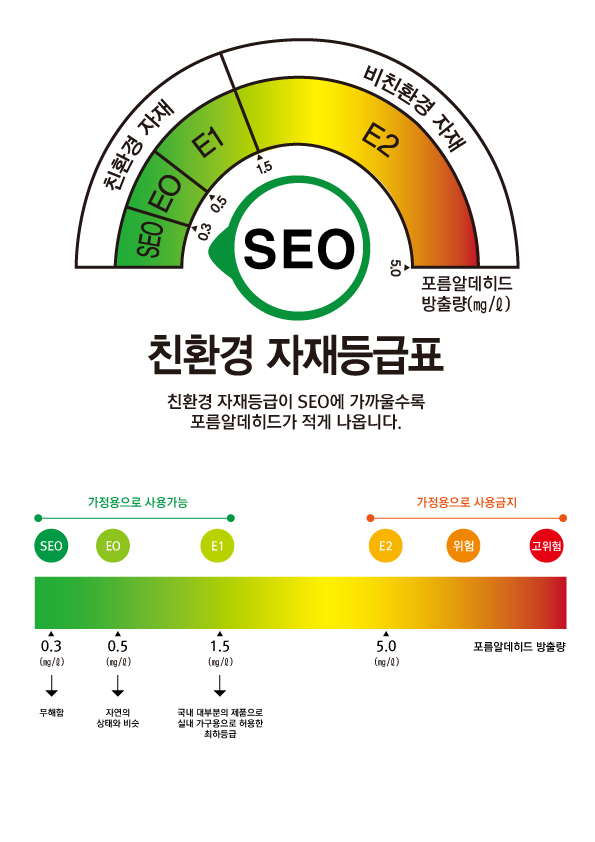 친환경 자재
비친환경 자재
SEO
EO
E1
E2
0.3
0.5
1.5
5.0
SEO
포름알데히드
방출량(㎎/ℓ)
친환경 자재등급표
친환경 자재등급이 SEO에 가까울수록
포름알데히드가 적게 나옵니다.
가정용으로 사용가능
가정용으로 사용금지
SEO
EO
E1
E2
위험
고위험
0.3
(㎎/ℓ)
0.5
(㎎/ℓ)
1.5
(㎎/ℓ)
5.0
(㎎/ℓ)
포름알데히드 방출량
무해함
자연의
상태와 비슷
국내 대부분의 제품으로
실내 가구용으로 허용한
최하등급